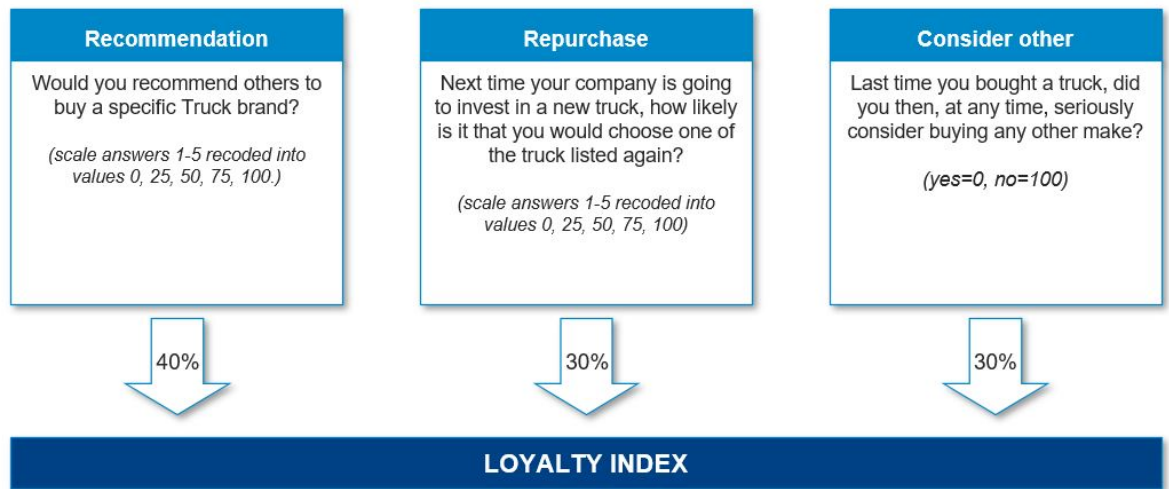 Recommendation
Would you recommend others to
buy a specific Truck brand?
(scale answers 1-5 recoded into
values 0, 25, 50, 75, 100.)
40%
Repurchase
Next time your company is going
to invest in a new truck, how likely
is it that you would choose one of
the truck listed again?
(scale answers 1-5 recoded into
values 0, 25, 50, 75, 100)
30%
Consider other
Last time you bought a truck, did
you then, at any time, seriously
consider buying any other make?
(yes=0, no=100)
30%
LOYALTY INDEX